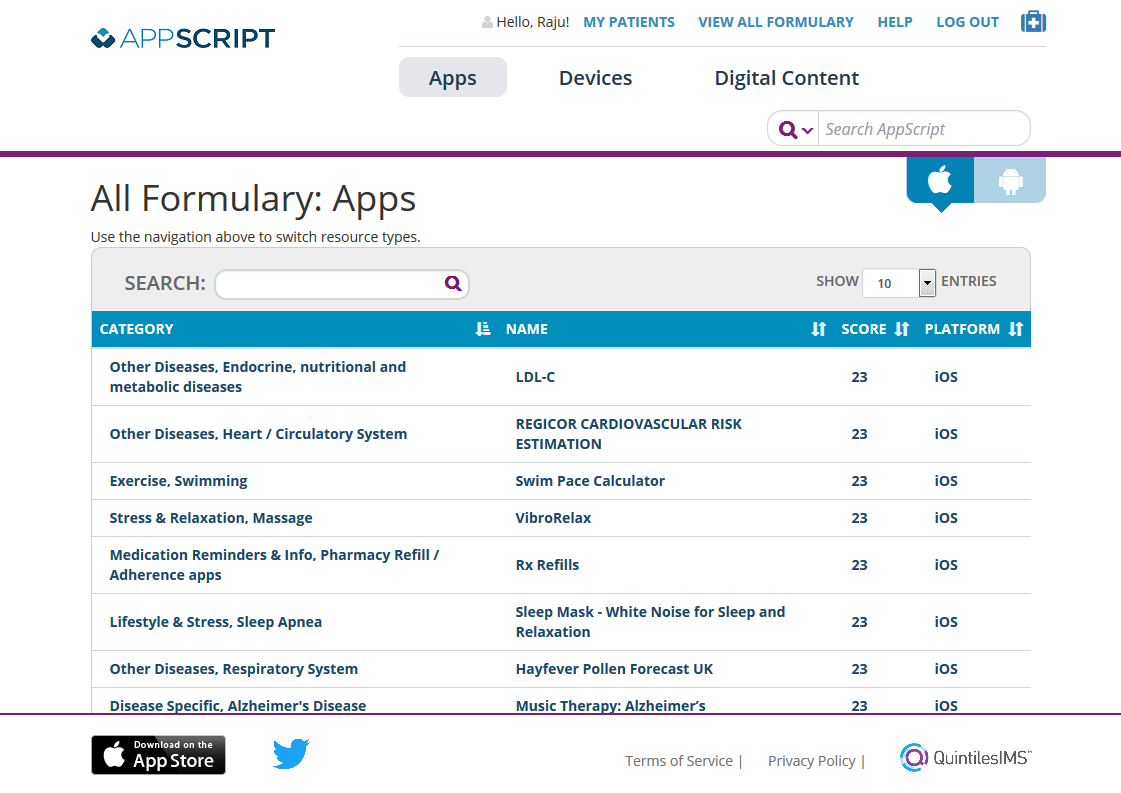 APPSCRIPT
Hello, Raju! MY PATIENTS VIEW ALL FORMULARY HELP LOG OUT
Apps Devices Digital Content
Search AppScript
All Formulary: Apps
Use the navigation above to switch resource types.
SEARCH: SHOW 10 ENTRIES
CATEGORY NAME SCORE PLATFORM
Other Diseases, Endocrine, nutritional and
metabolic diseases
LDL-C 23 iOS
Other Diseases, Heart / Circulatory System
REGICOR CARDIOVASCULAR RISK
ESTIMATION
23 iOS
Exercise, Swimming Swim Pace Calculator 23 iOS
Stress & Relaxation, Massage VibroRelax 23 iOS
Medication Reminders & Info, Pharmacy Refill /
Adherence apps
Rx Refills 23 iOS
Lifestyle & Stress, Sleep Apnea
Sleep Mask - White Noise for Sleep and
Relaxation
23 iOS
Other Diseases, Respiratory System Hayfever Pollen Forecast UK 23 iOS
Disease Specific, Alzheimer's Disease Music Therapy: Alzheimer’s 23 iOS
Download on the
App Store
Terms of Service | Privacy Policy |
QuintilesIMS™